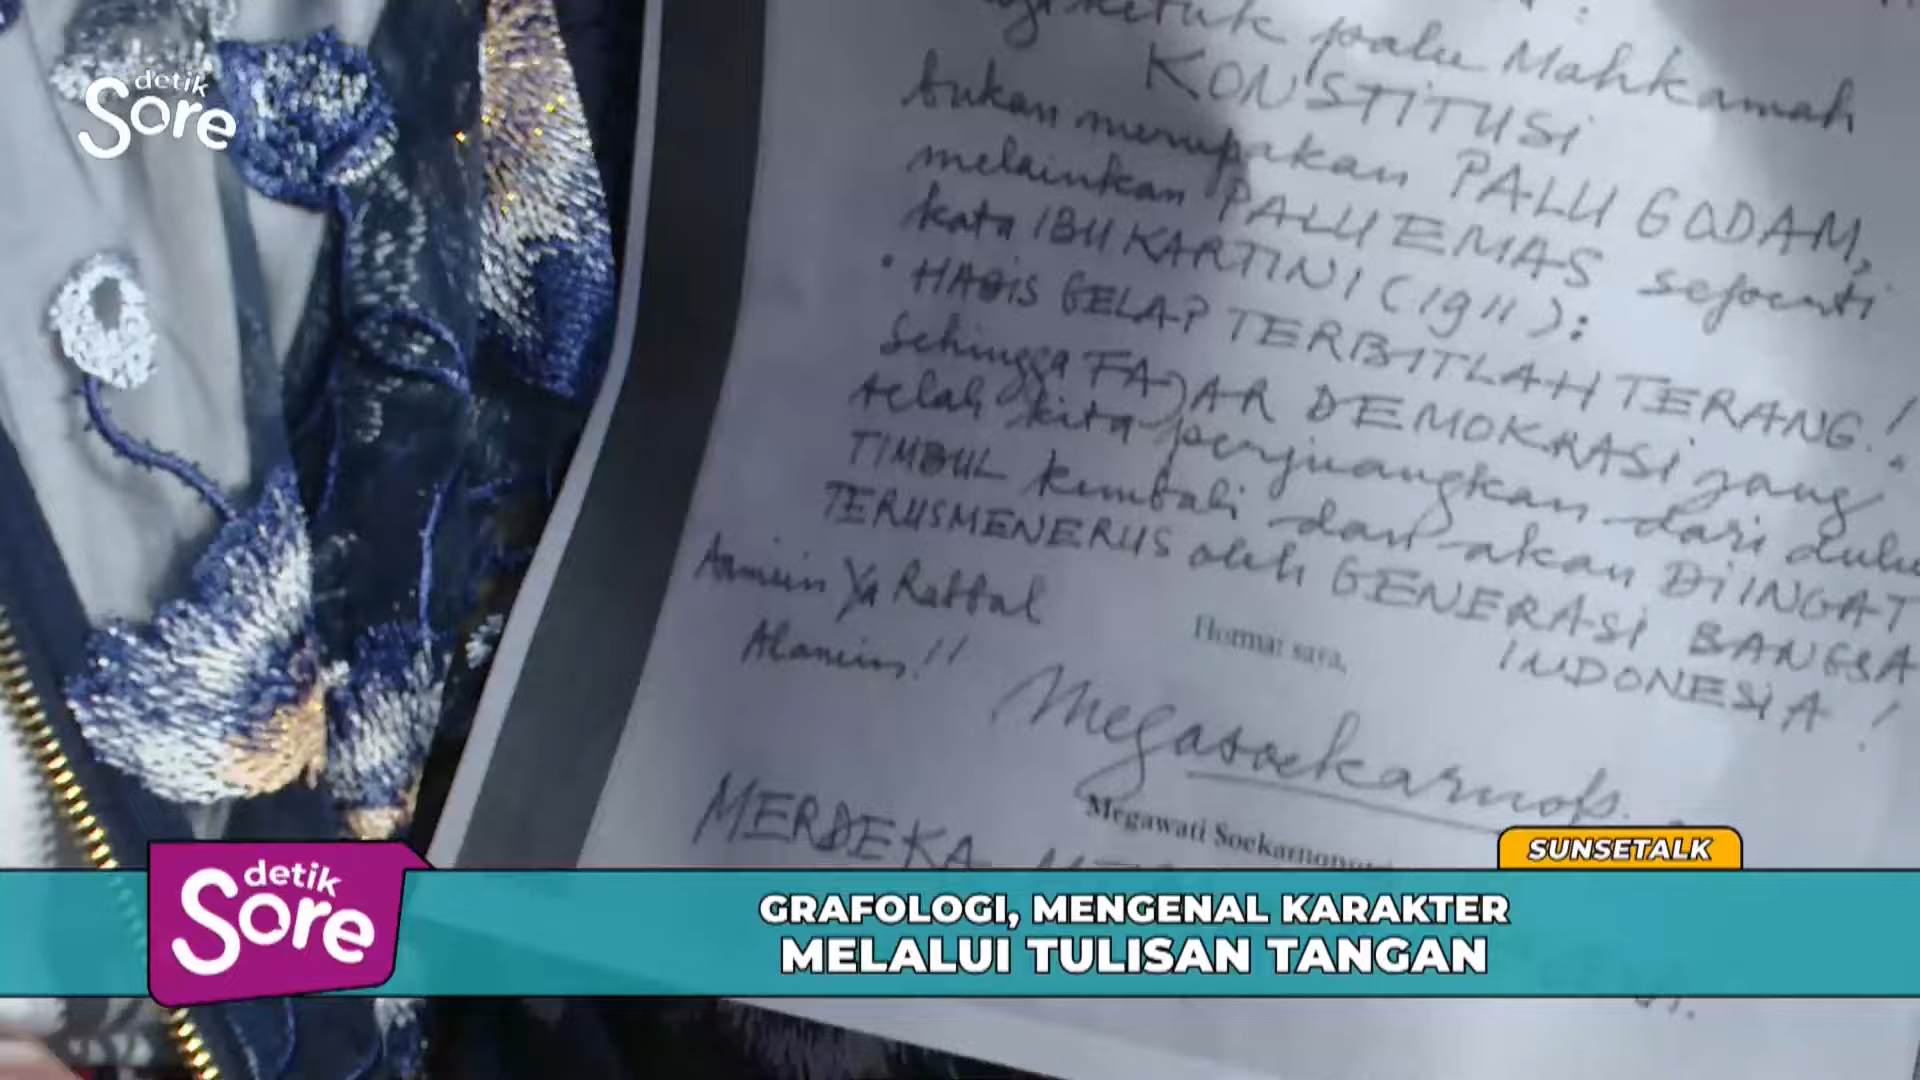 detik
Sore
ketuk palu Mahkamah
KONSTITUSI
bukan merupakan PALU GODAM,
melainkan PALU EMAS seperti
kata IBU KARTINI (1911):
"HABIS GELAP TERBITLAH TERANG!"
Sehingga FAJAR DEMOKRASI yang
telah kita perjuangkan dari dulu
TIMBUL kembali dan akan DIINGAT
TERUSMENERUS oleh GENERASI BANGSA
INDONESIA!
Aamiin Ya Rabbal
Alamiin!!
Hormat saya,
Megawati Soekarnoputri
MERDEKA
SUNSETALK
detik
Sore
GRAFOLOGI, MENGENAL KARAKTER
MELALUI TULISAN TANGAN